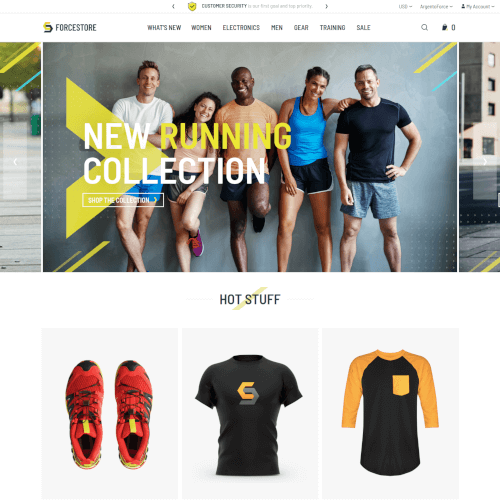 CUSTOMER SECURITY is our first goal and top priority.
USD
ArgentoForce
My Account
FORCESTORE
WHAT'S NEW WOMEN ELECTRONICS MEN GEAR TRAINING SALE
0
NEW RUNNING
COLLECTION
SHOP THE COLLECTION
HOT STUFF